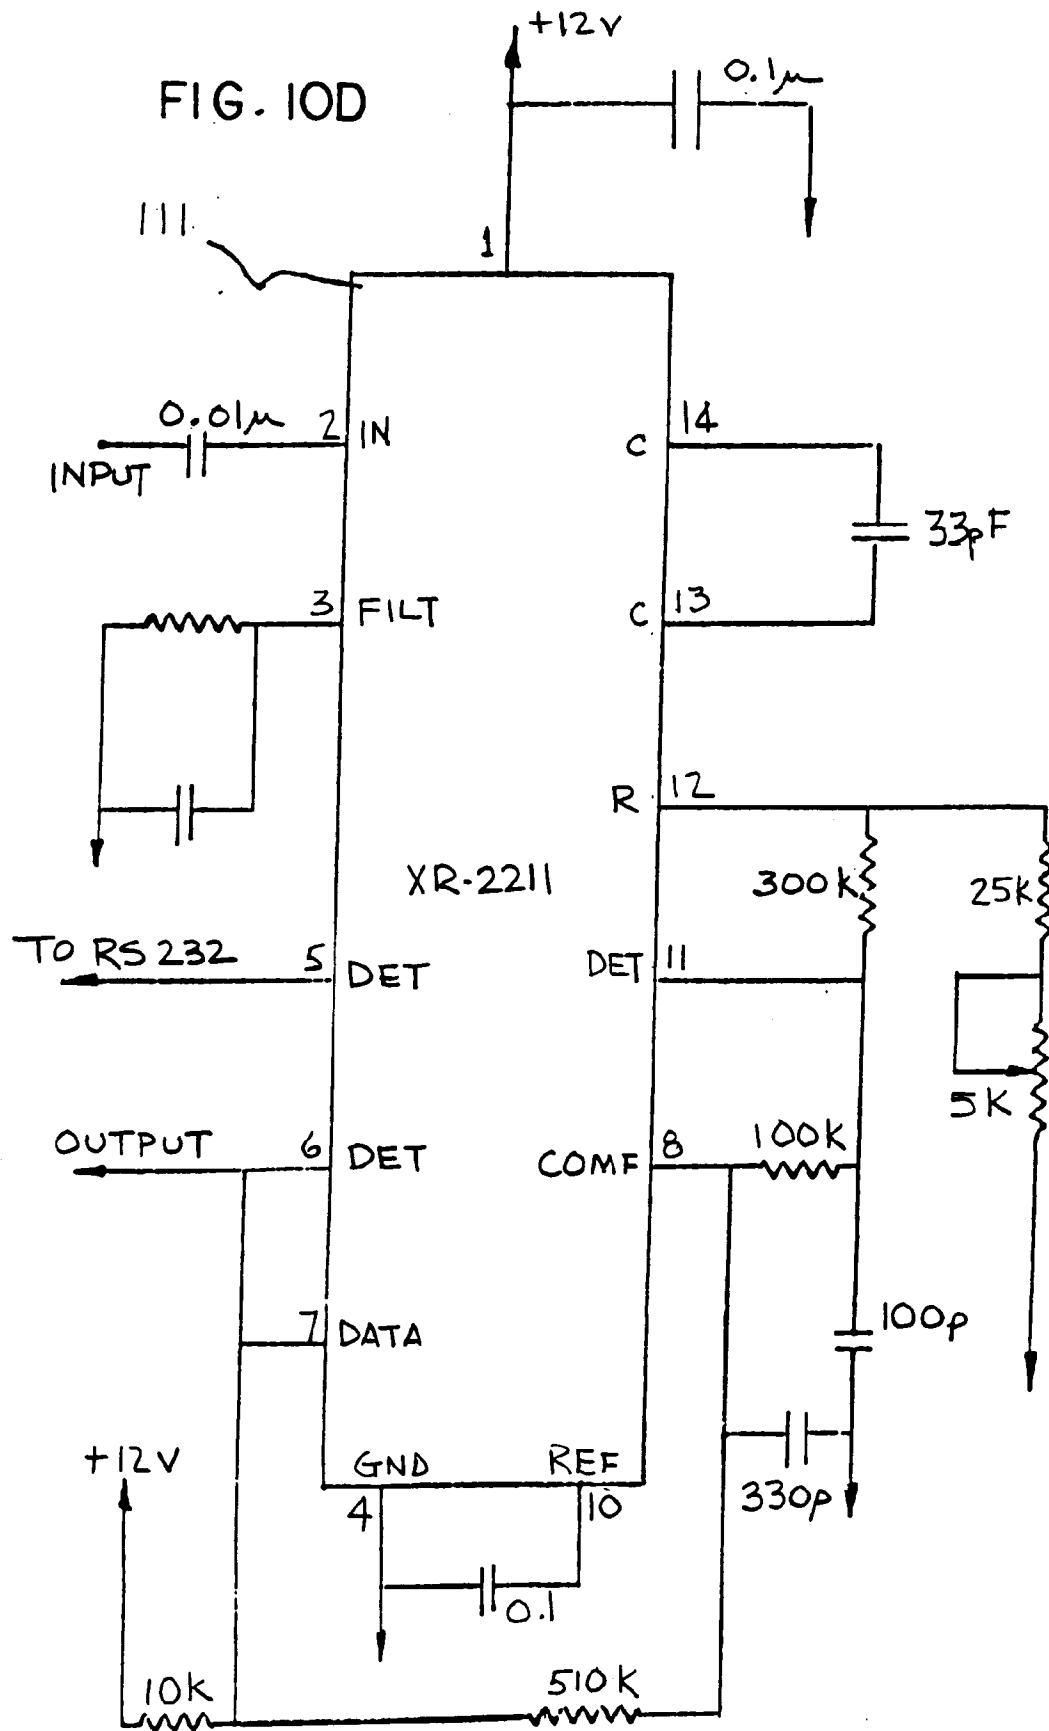 +12V
0.1μ
FIG. 10D
111
1
0.01μ
2
IN
INPUT
14
C
33pF
3
FILT
13
C
12
R
XR-2211
300K
25K
TO RS 232
5
DET
11
DET
5K
OUTPUT
6
DET
8
COMF
100K
7
DATA
100p
+12V
GND
REF
330p
4
10
0.1
10K
510K